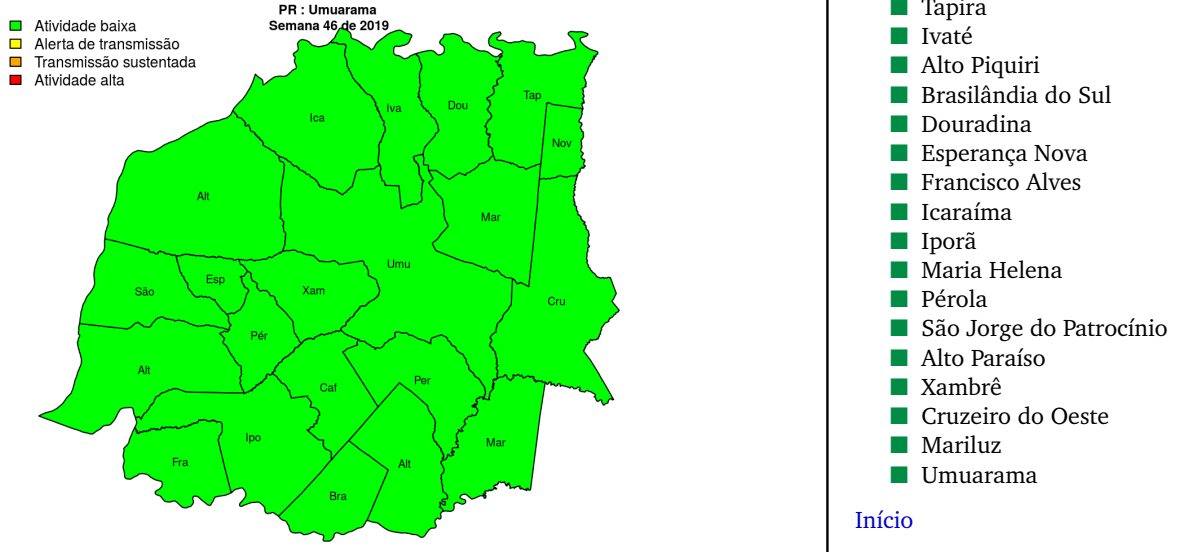 PR : Umuarama
Semana 46 de 2019
Atividade baixa
Alerta de transmissão
Transmissão sustentada
Atividade alta
Ica
Iva
Dou
Tap
Nov
Alt
Mar
Umu
Esp
São
Xam
Cru
Pér
Alt
Caf
Per
Ipo
Mar
Fra
Alt
Bra
Tapira
Ivaté
Alto Piquiri
Brasilândia do Sul
Douradina
Esperança Nova
Francisco Alves
Icaraíma
Iporã
Maria Helena
Pérola
São Jorge do Patrocínio
Alto Paraíso
Xambrê
Cruzeiro do Oeste
Mariluz
Umuarama
Início